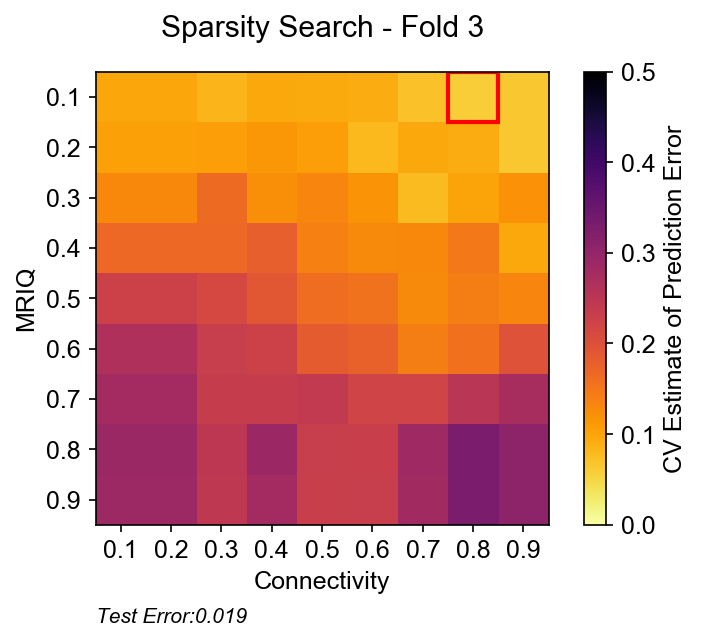 Sparsity Search - Fold 3
0.1
0.2
0.3
0.4
0.5
0.6
0.7
0.8
0.9
MRIQ
0.1 0.2 0.3 0.4 0.5 0.6 0.7 0.8 0.9
Connectivity
0.5
0.4
0.3
0.2
0.1
0.0
CV Estimate of Prediction Error
Test Error:0.019